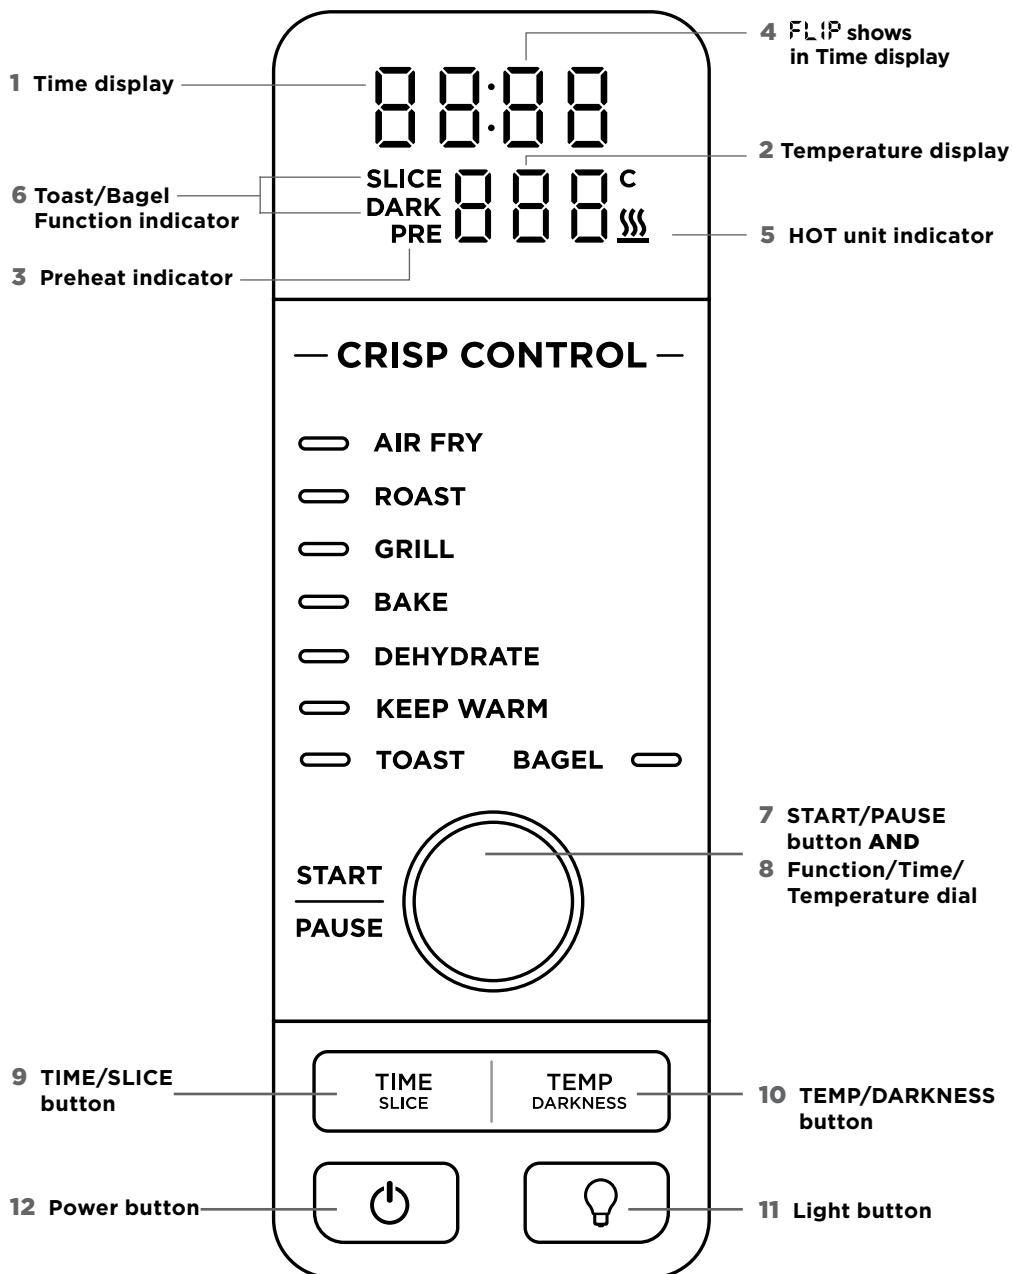 4 FLIP shows
in Time display
1 Time display
88:88
2 Temperature display
6 Toast/Bagel
Function indicator
SLICE
DARK
PRE
888
C
5 HOT unit indicator
3 Preheat indicator
— CRISP CONTROL —
AIR FRY
ROAST
GRILL
BAKE
DEHYDRATE
KEEP WARM
TOAST BAGEL
START
PAUSE
7 START/PAUSE
button AND
8 Function/Time/
Temperature dial
9 TIME/SLICE
button
TIME
SLICE
TEMP
DARKNESS
10 TEMP/DARKNESS
button
12 Power button
11 Light button